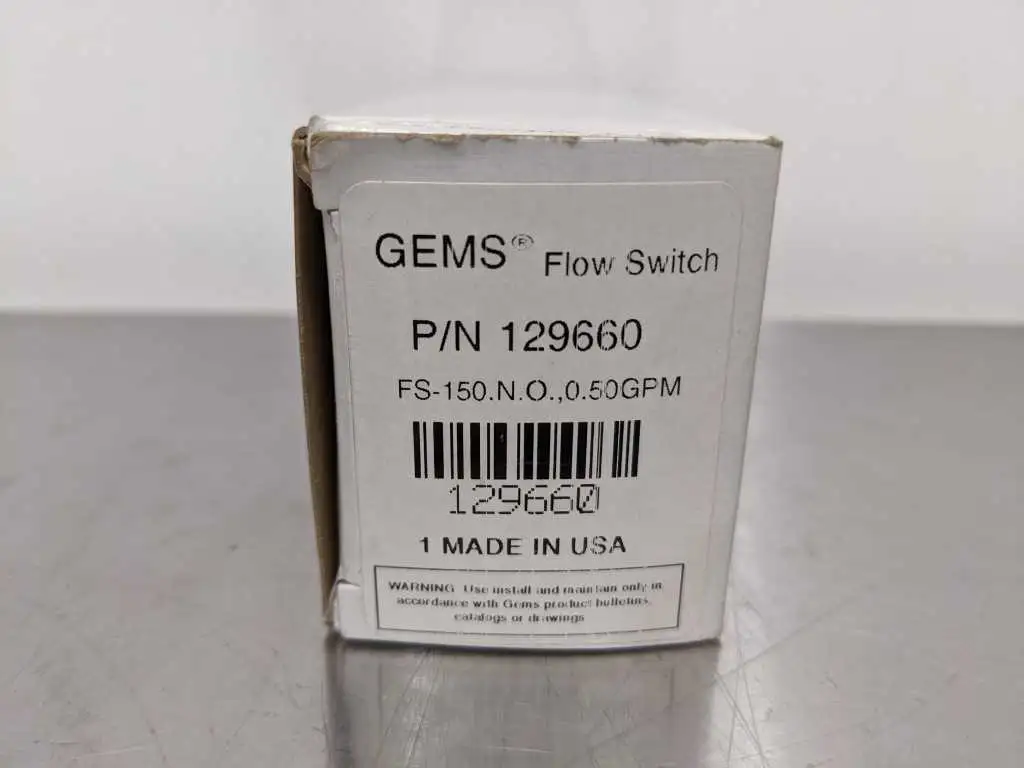 GEMS® Flow Switch
P/N 129660
FS-150.N.O.,0.50GPM
129660
1 MADE IN USA
WARNING Use install and maintain only in
accordance with Gems product bulletins,
catalogs or drawings